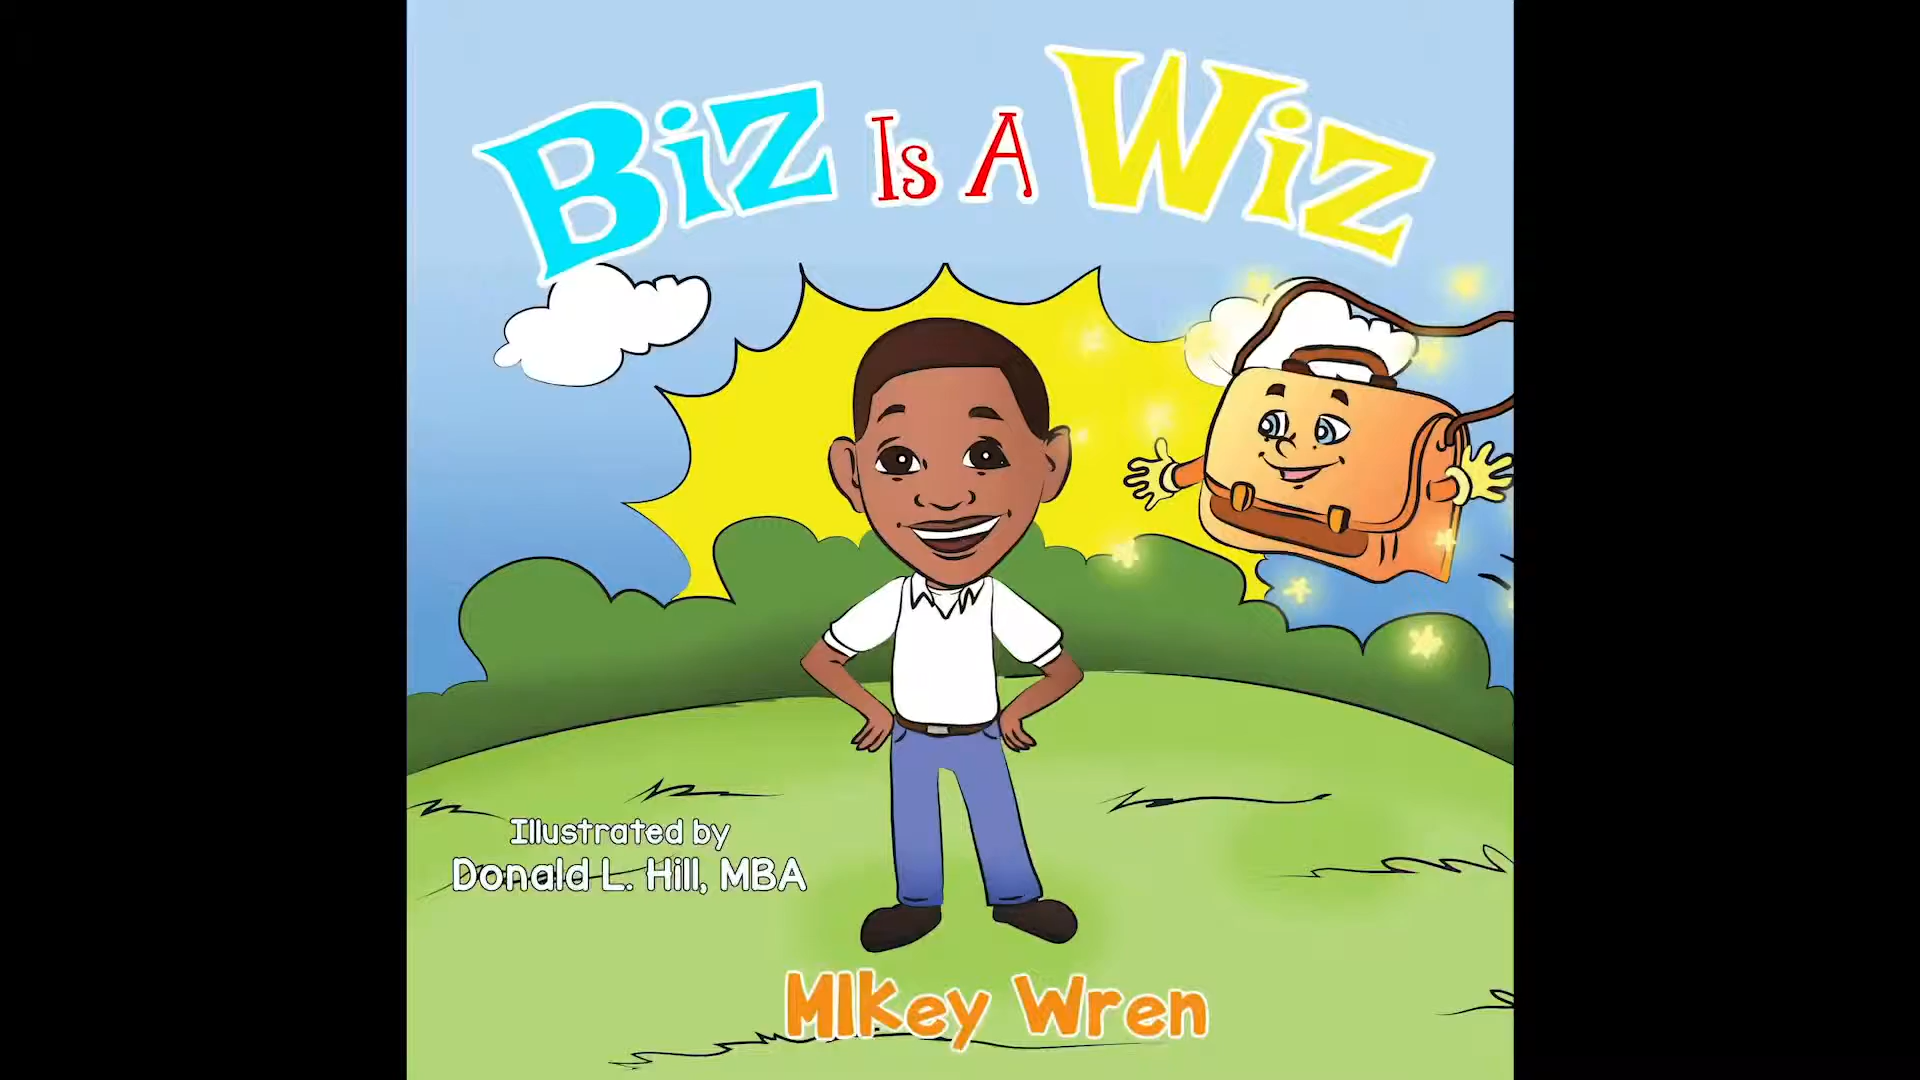 Biz Is A Wiz
Illustrated by
Donald L. Hill, MBA
MIkey Wren